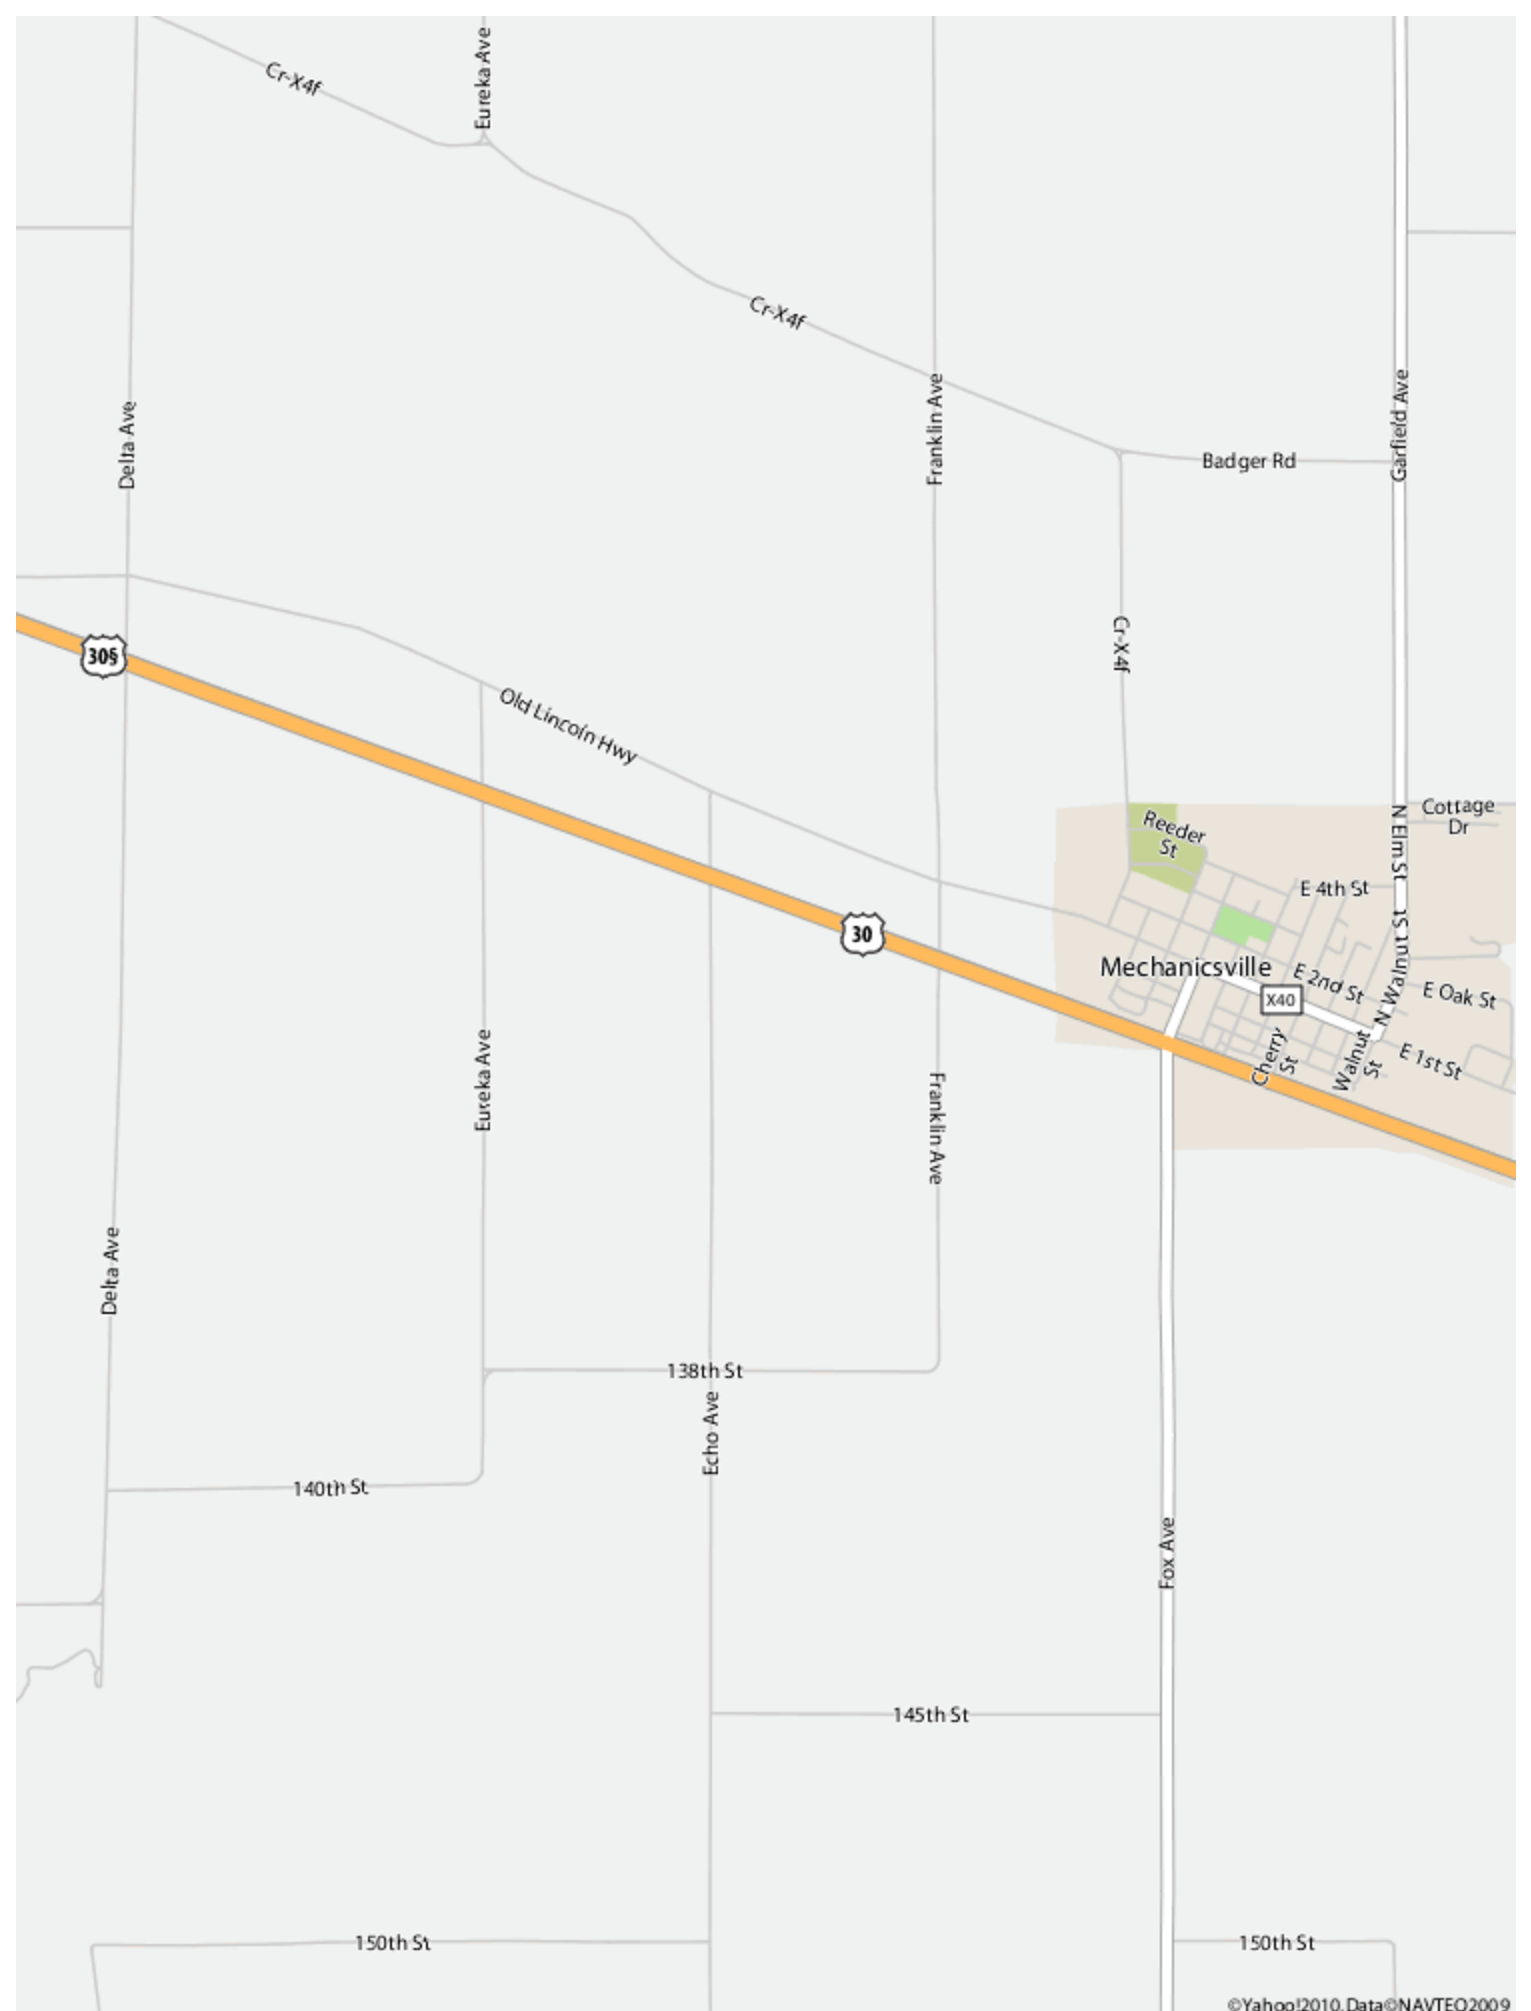 Eureka Ave
Cr-X4f
Cr-X4f
Delta Ave
Franklin Ave
Garfield Ave
Badger Rd
Cr-X4f
30
Old Lincoln Hwy
Cottage
Dr
N Elm St
Reeder
St
E 4th St
30
Mechanicsville
E 2nd St
X40
N Walnut St
E Oak St
Cherry
St
Walnut
St
E 1st St
Eureka Ave
Franklin Ave
Delta Ave
138th St
Echo Ave
140th St
Fox Ave
145th St
150th St
150th St
©Yahoo!2010, Data©NAVTEQ2009